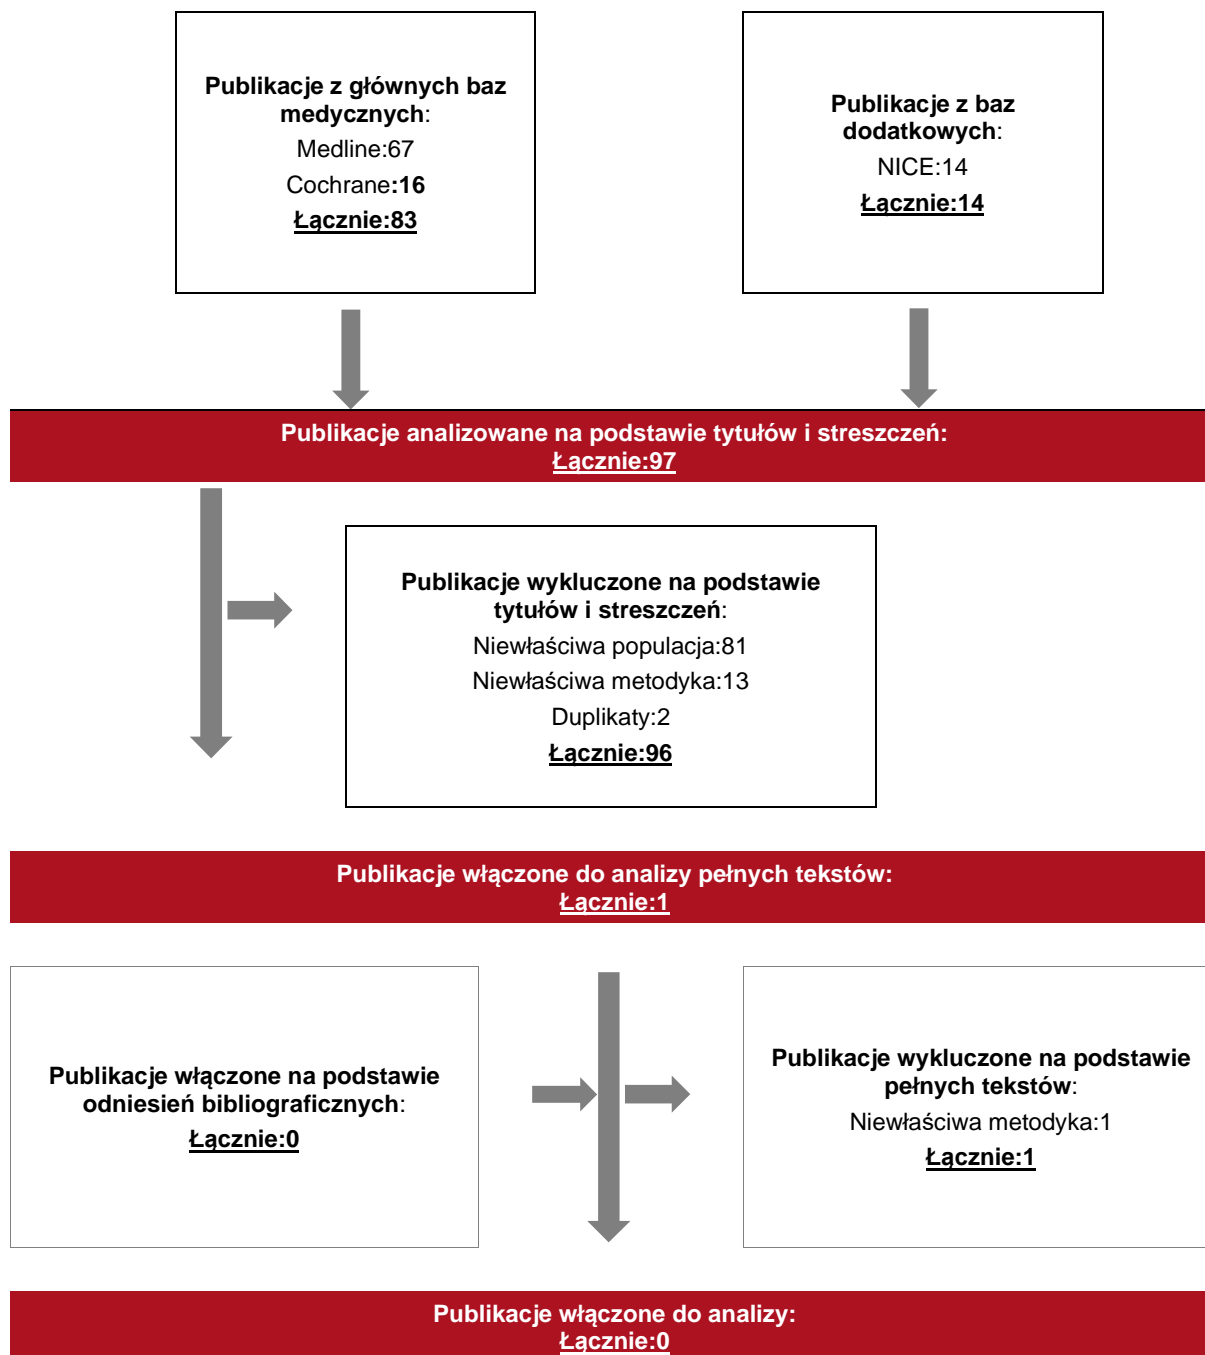 Publikacje z głównych baz
medycznych:
Medline:67
Cochrane:16
Łącznie:83
Publikacje z baz
dodatkowych:
NICE:14
Łącznie:14
Publikacje analizowane na podstawie tytułów i streszczeń:
Łącznie:97
Publikacje wykluczone na podstawie
tytułów i streszczeń:
Niewłaściwa populacja:81
Niewłaściwa metodyka:13
Duplikaty:2
Łącznie:96
Publikacje włączone do analizy pełnych tekstów:
Łącznie:1
Publikacje włączone na podstawie
odniesień bibliograficznych:
Łącznie:0
Publikacje wykluczone na podstawie
pełnych tekstów:
Niewłaściwa metodyka:1
Łącznie:1
Publikacje włączone do analizy:
Łącznie:0